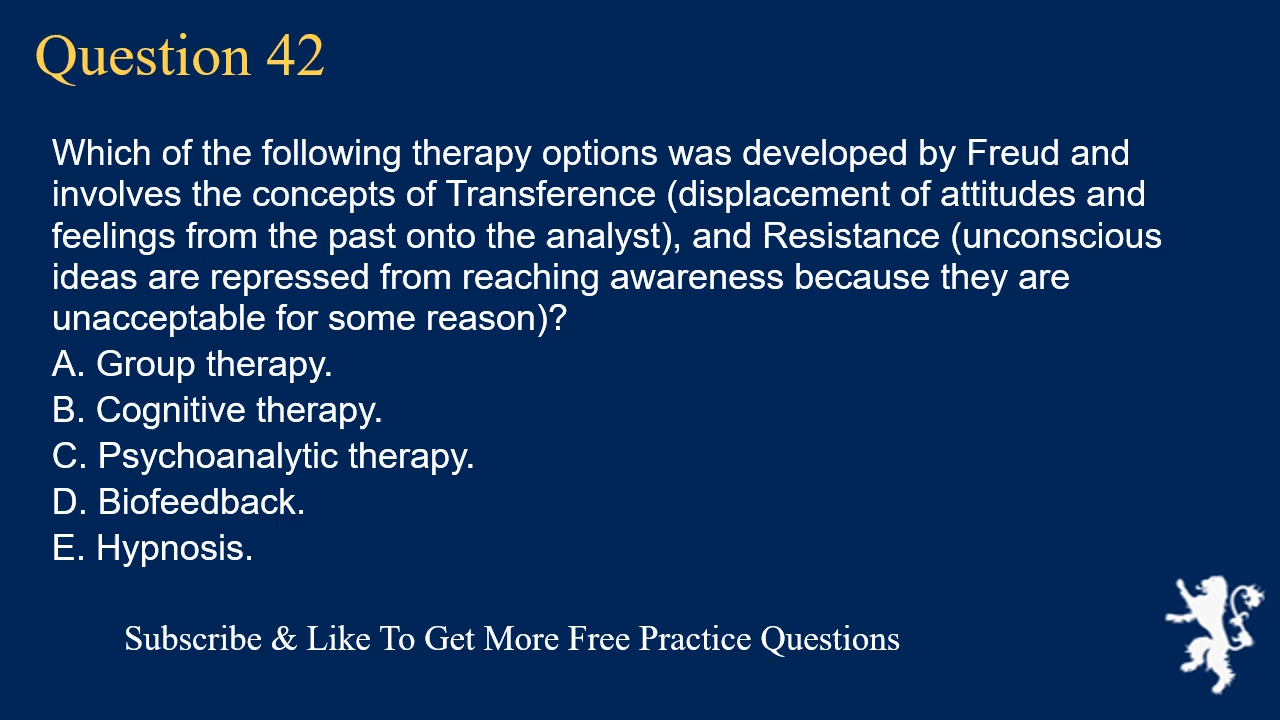 Question 42
Which of the following therapy options was developed by Freud and
involves the concepts of Transference (displacement of attitudes and
feelings from the past onto the analyst), and Resistance (unconscious
ideas are repressed from reaching awareness because they are
unacceptable for some reason)?
A. Group therapy.
B. Cognitive therapy.
C. Psychoanalytic therapy.
D. Biofeedback.
E. Hypnosis.
Subscribe & Like To Get More Free Practice Questions